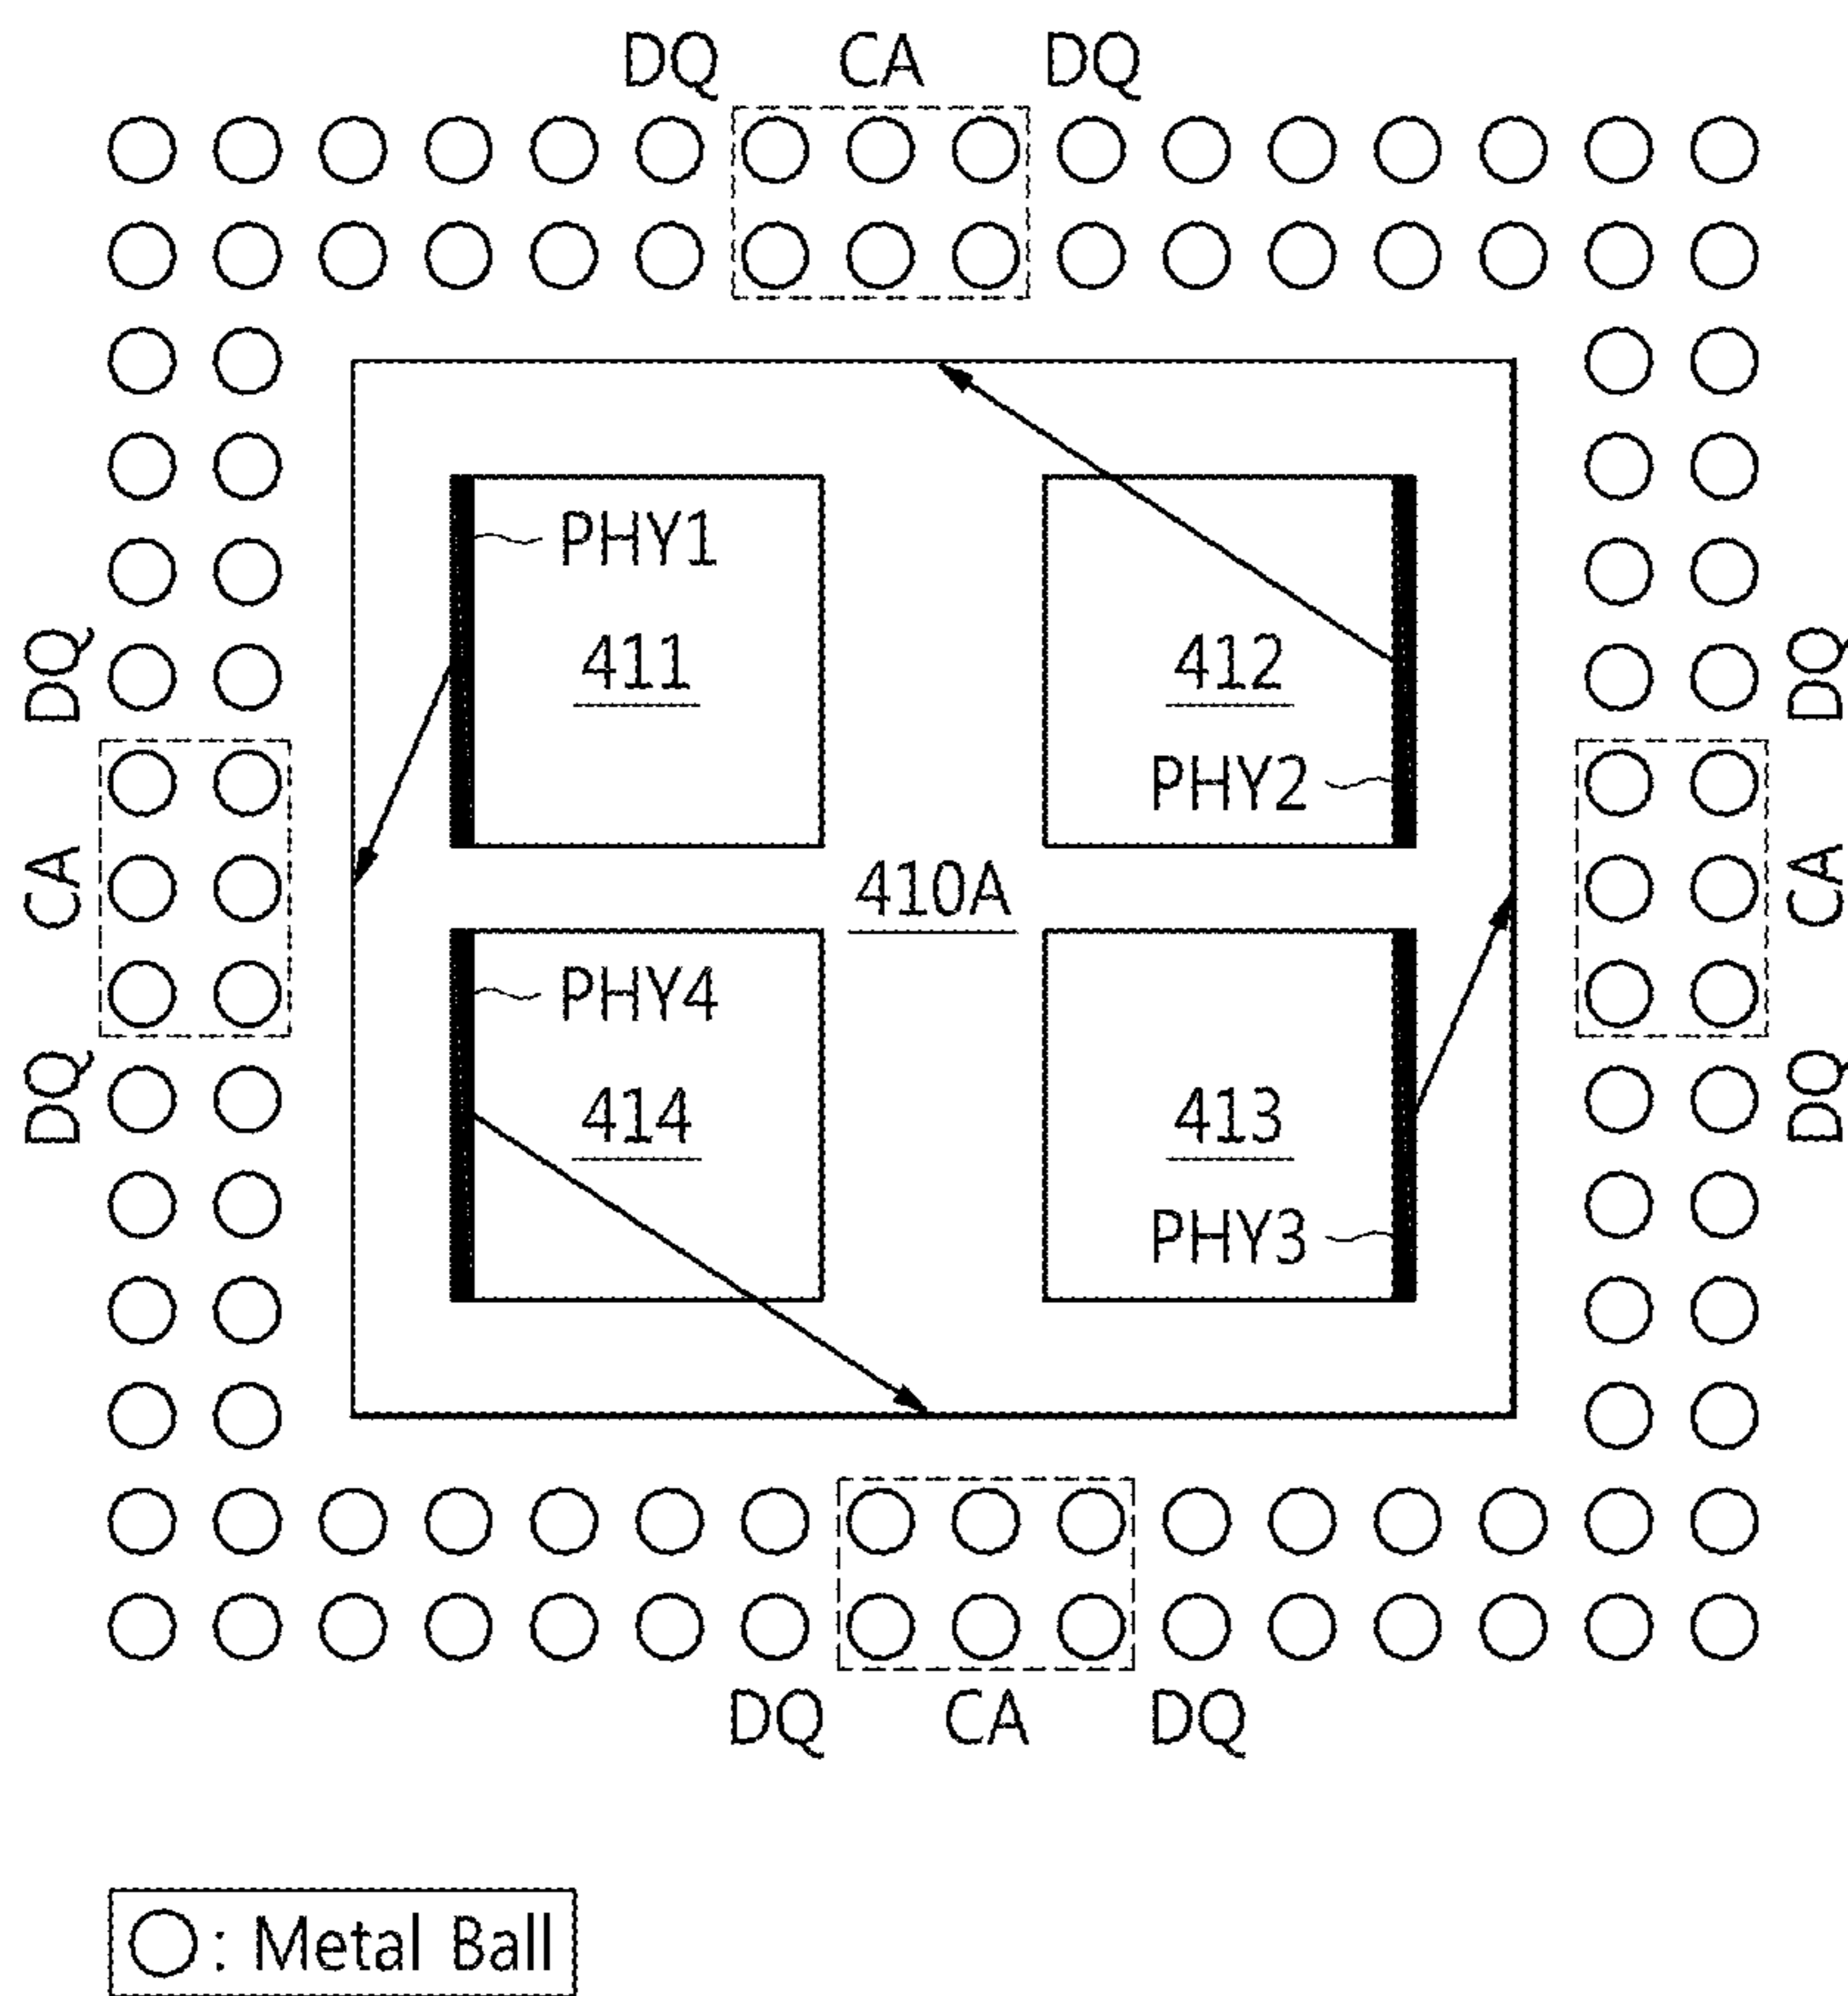 DQ CA DQ
PHY1
411
412
PHY2
DQ
CA
DQ
DQ
CA
DQ
410A
PHY4
414
413
PHY3
DQ CA DQ
: Metal Ball